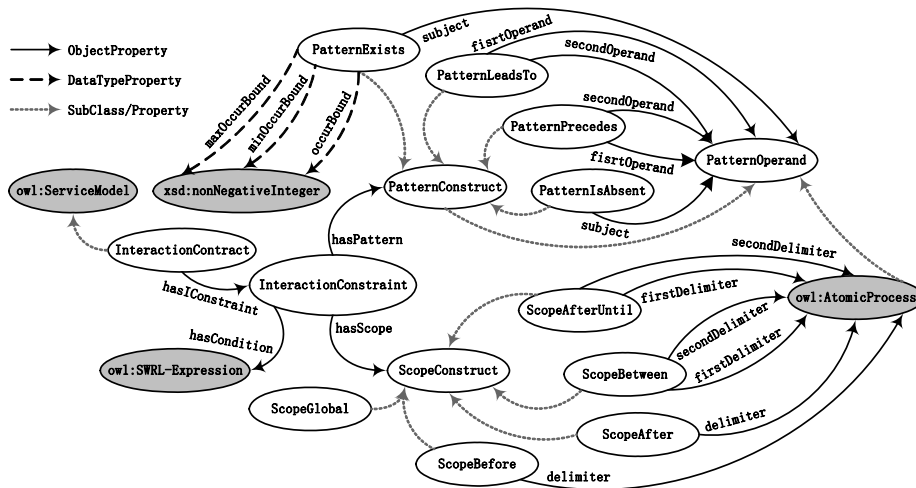 subject
PatternExists
fisrtOperand
ObjectProperty
secondOperand
PatternLeadsTo
DataTypeProperty
maxOccurBound
minOccurBound
occurBound
secondOperand
SubClass/Property
PatternPrecedes
fisrtOperand
PatternOperand
owl:ServiceModel
xsd:nonNegativeInteger
PatternConstruct
PatternIsAbsent
subject
hasPattern
InteractionContract
secondDelimiter
InteractionConstraint
hasIConstraint
firstDelimiter
owl:AtomicProcess
ScopeAfterUntil
hasScope
hasCondition
secondDelimiter
owl:SWRL-Expression
ScopeConstruct
ScopeBetween
firstDelimiter
ScopeGlobal
delimiter
ScopeAfter
ScopeBefore
delimiter